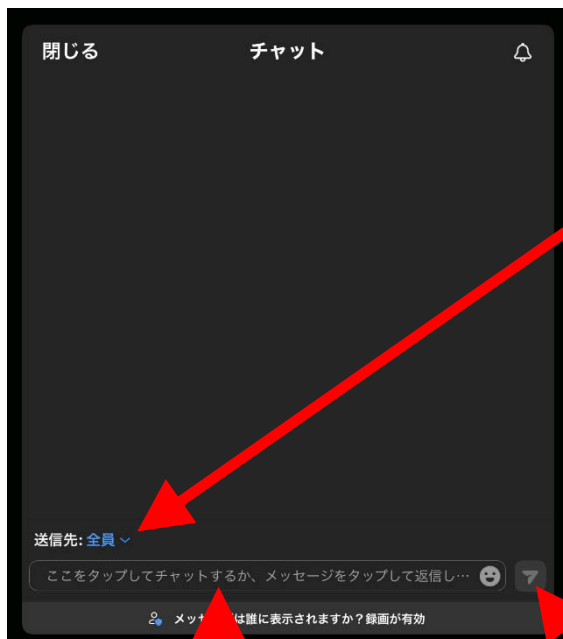 閉じる チャット
送信先: 全員
ここをタップしてチャットするか、メッセージをタップして返信し…
メッセ は誰に表示されますか？録画が有効